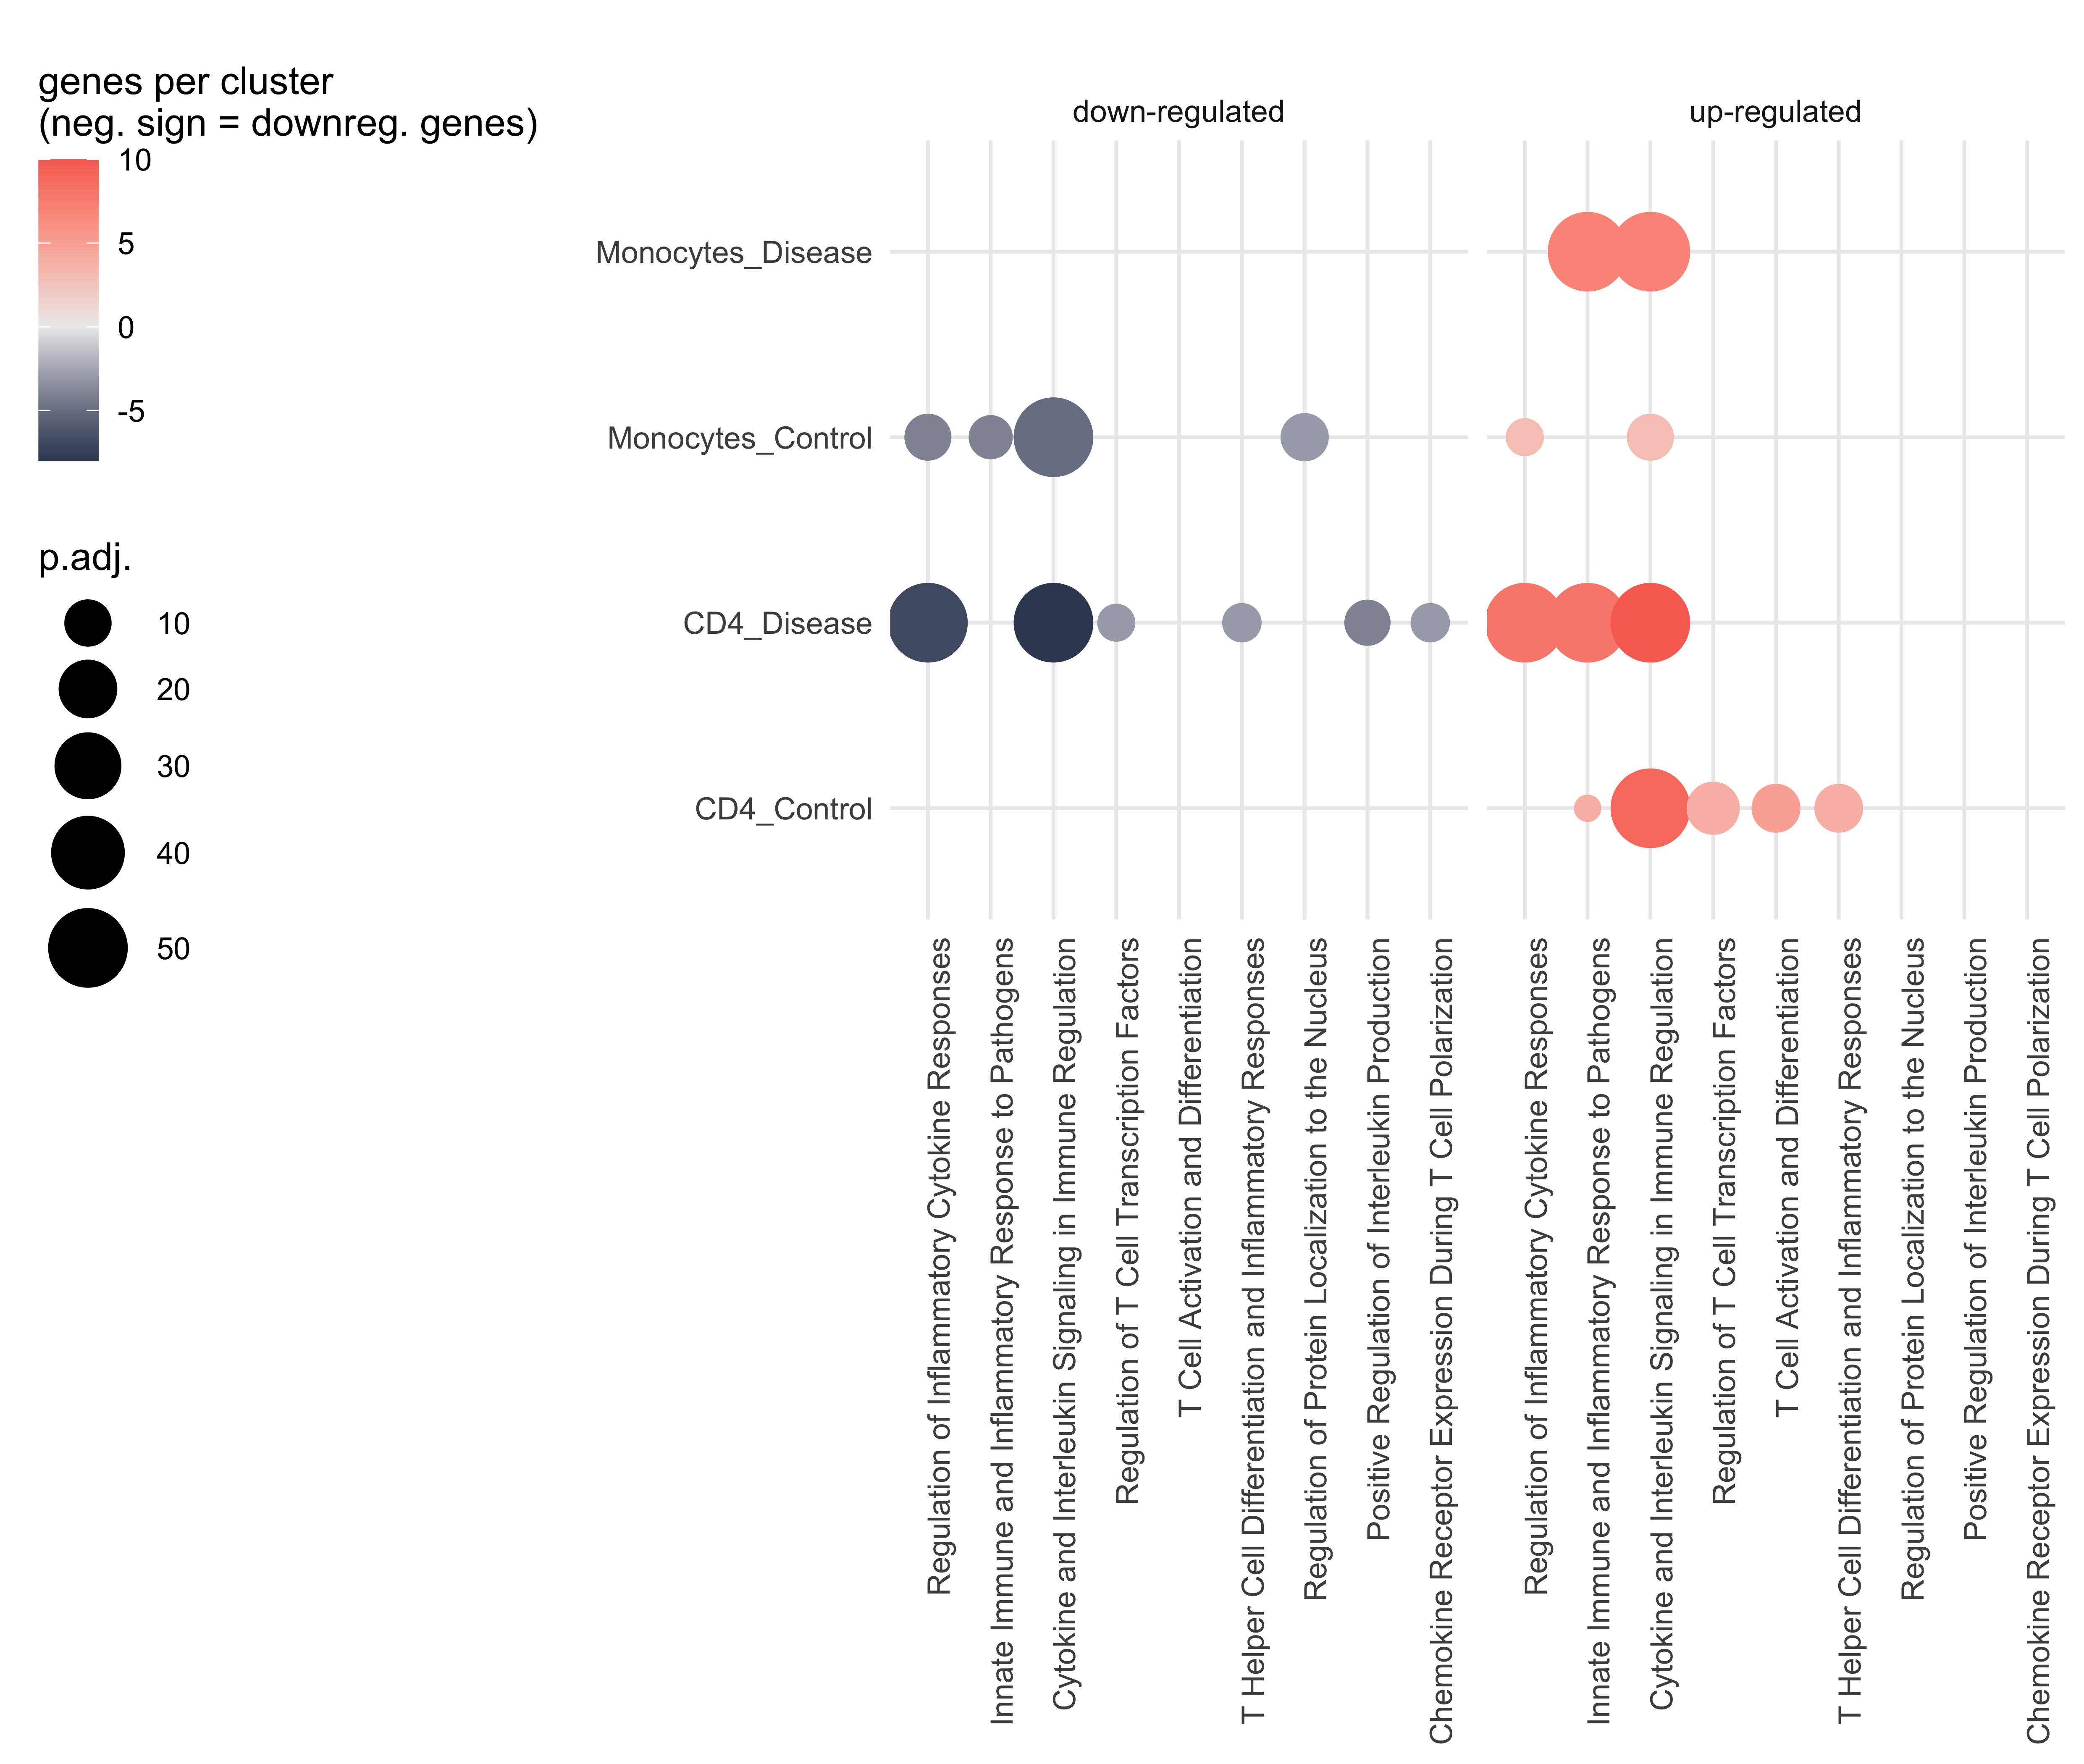 genes per cluster
(neg. sign = downreg. genes)
10
5
0
-5
p.adj.
10
20
30
40
50
down-regulated
up-regulated
Monocytes_Disease
Monocytes_Control
CD4_Disease
CD4_Control
Regulation of Inflammatory Cytokine Responses
Innate Immune and Inflammatory Response to Pathogens
Cytokine and Interleukin Signaling in Immune Regulation
Regulation of T Cell Transcription Factors
T Cell Activation and Differentiation
T Helper Cell Differentiation and Inflammatory Responses
Regulation of Protein Localization to the Nucleus
Positive Regulation of Interleukin Production
Chemokine Receptor Expression During T Cell Polarization
Regulation of Inflammatory Cytokine Responses
Innate Immune and Inflammatory Response to Pathogens
Cytokine and Interleukin Signaling in Immune Regulation
Regulation of T Cell Transcription Factors
T Cell Activation and Differentiation
T Helper Cell Differentiation and Inflammatory Responses
Regulation of Protein Localization to the Nucleus
Positive Regulation of Interleukin Production
Chemokine Receptor Expression During T Cell Polarization